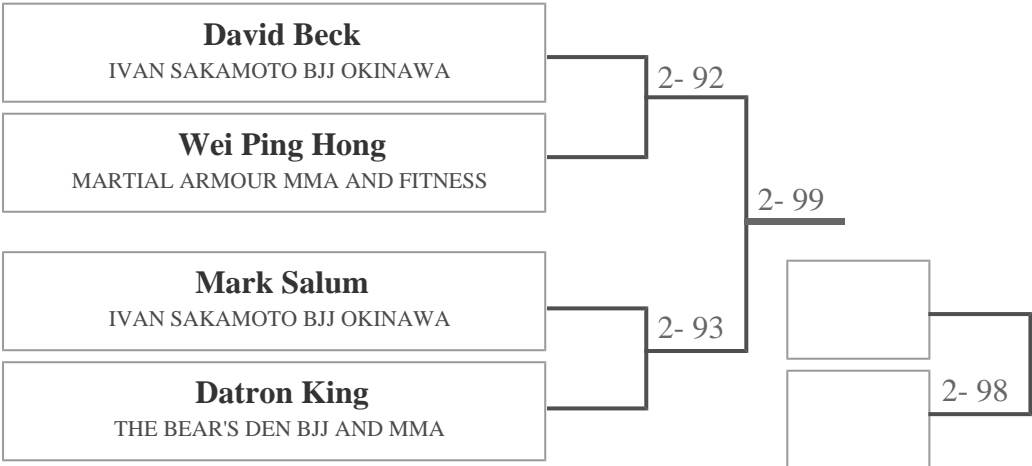 David Beck
IVAN SAKAMOTO BJJ OKINAWA
2- 92
Wei Ping Hong
MARTIAL ARMOUR MMA AND FITNESS
2- 99
Mark Salum
IVAN SAKAMOTO BJJ OKINAWA
2- 93
Datron King
THE BEAR'S DEN BJJ AND MMA
2- 98